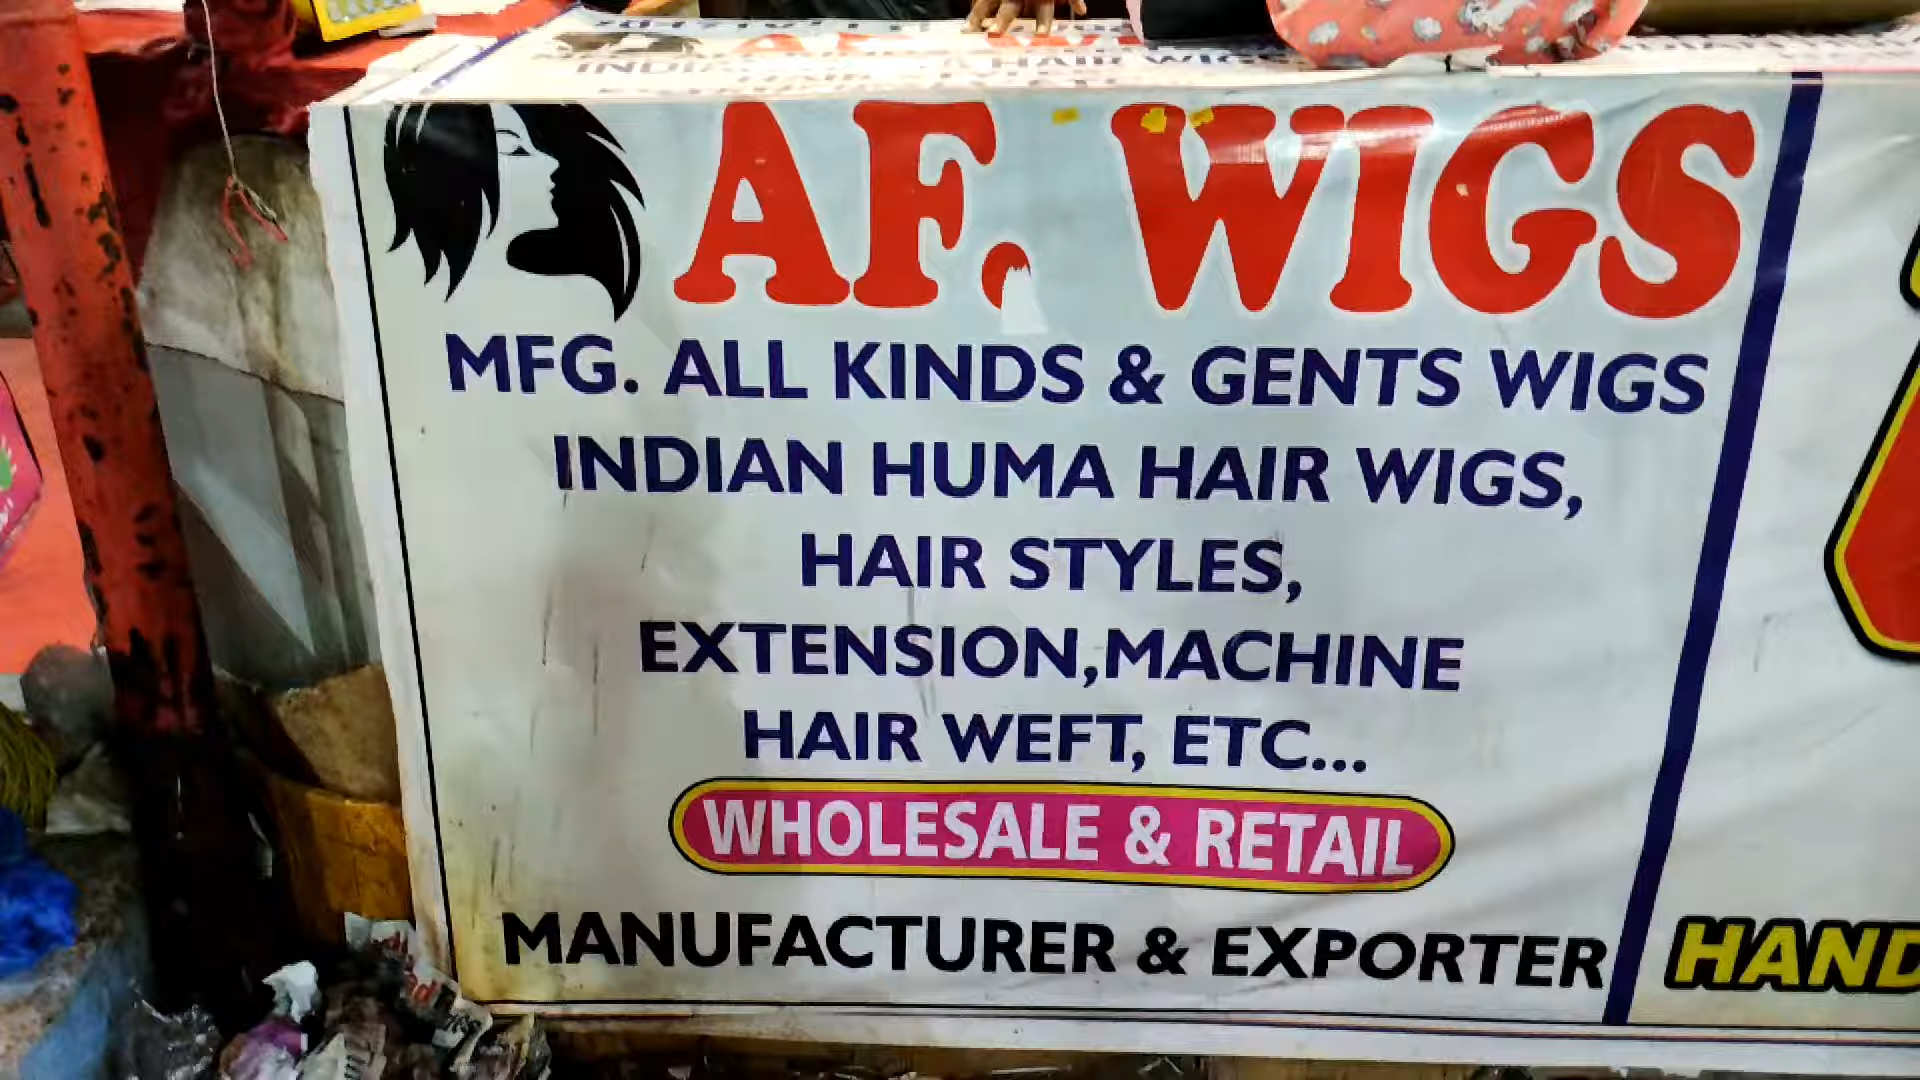 AF. WIGS
MFG. ALL KINDS & GENTS WIGS
INDIAN HUMA HAIR WIGS,
HAIR STYLES,
EXTENSION,MACHINE
HAIR WEFT, ETC...
WHOLESALE & RETAIL
MANUFACTURER & EXPORTER
HAND